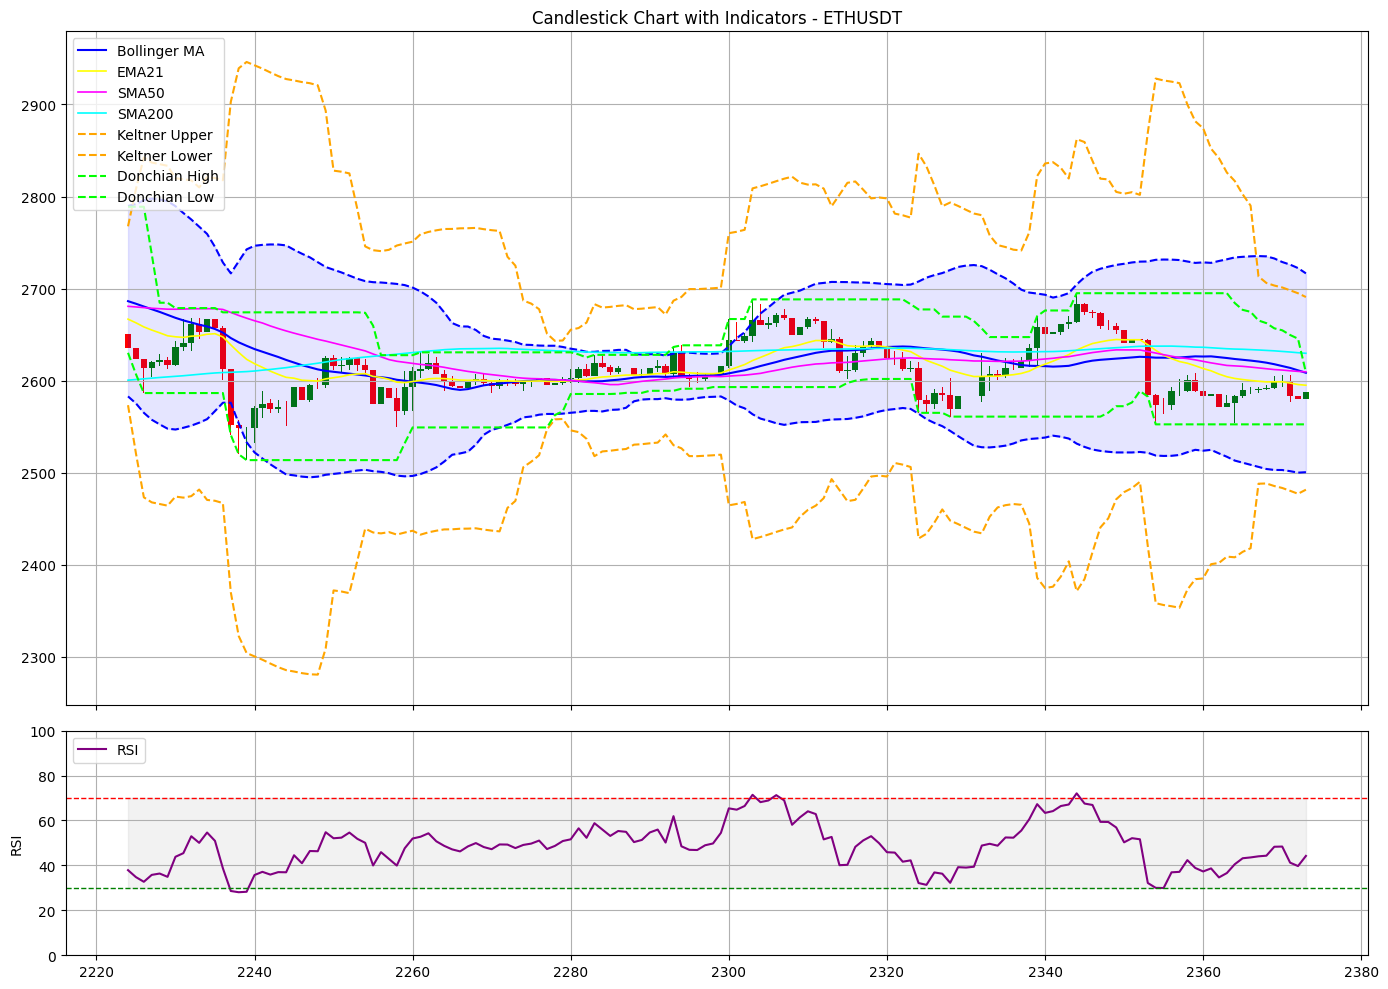 Candlestick Chart with Indicators - ETHUSDT
Bollinger MA
EMA21
SMA50
SMA200
Keltner Upper
Keltner Lower
Donchian High
Donchian Low
2900
2800
2700
2600
2500
2400
2300
RSI
100
80
60
40
20
0
RSI
2220 2240 2260 2280 2300 2320 2340 2360 2380